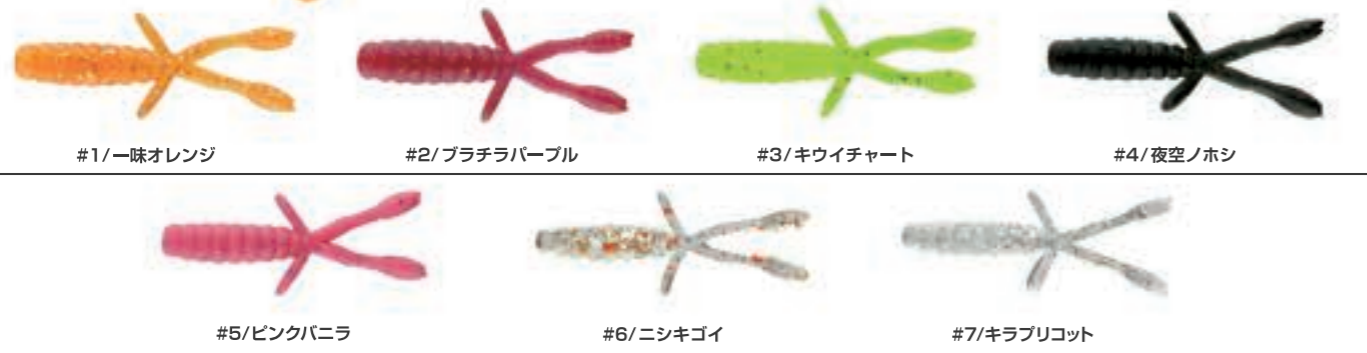 #1/一味オレンジ
#2/ブラチラパープル
#3/キウイチャート
#4/夜空ノホシ
#5/ピンクバニラ
#6/ニシキゴイ
#7/キラプリコット